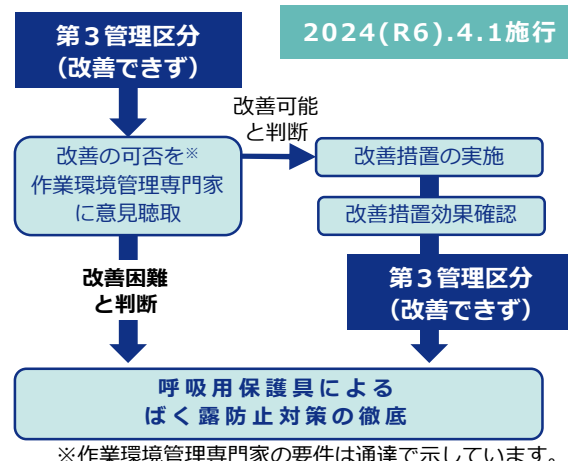 第３管理区分
（改善できず）
2024(R6).4.1施行
改善可能
と判断
改善の可否を※
作業環境管理専門家
に意見聴取
改善措置の実施
改善措置効果確認
改善困難
と判断
第３管理区分
（改善できず）
呼吸用保護具による
ばく露防止対策の徹底
※作業環境管理専門家の要件は通達で示しています。